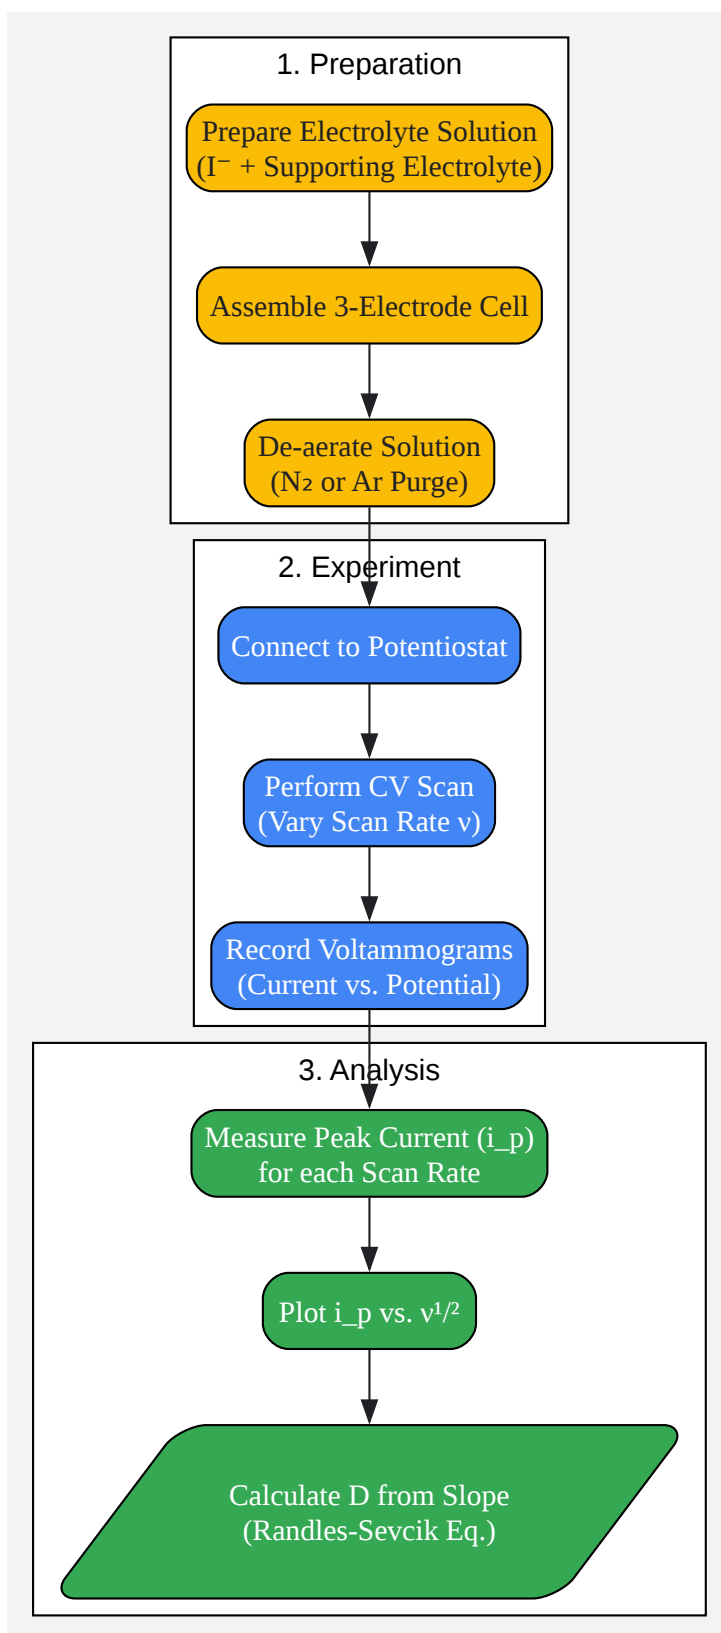 1. Preparation
Prepare Electrolyte Solution
(I⁻ + Supporting Electrolyte)
Assemble 3-Electrode Cell
De-aerate Solution
(N₂ or Ar Purge)
2. Experiment
Connect to Potentiostat
Perform CV Scan
(Vary Scan Rate ν)
Record Voltammograms
(Current vs. Potential)
3. Analysis
Measure Peak Current (i_p)
for each Scan Rate
Plot i_p vs. ν¹/²
Calculate D from Slope
(Randles-Sevcik Eq.)